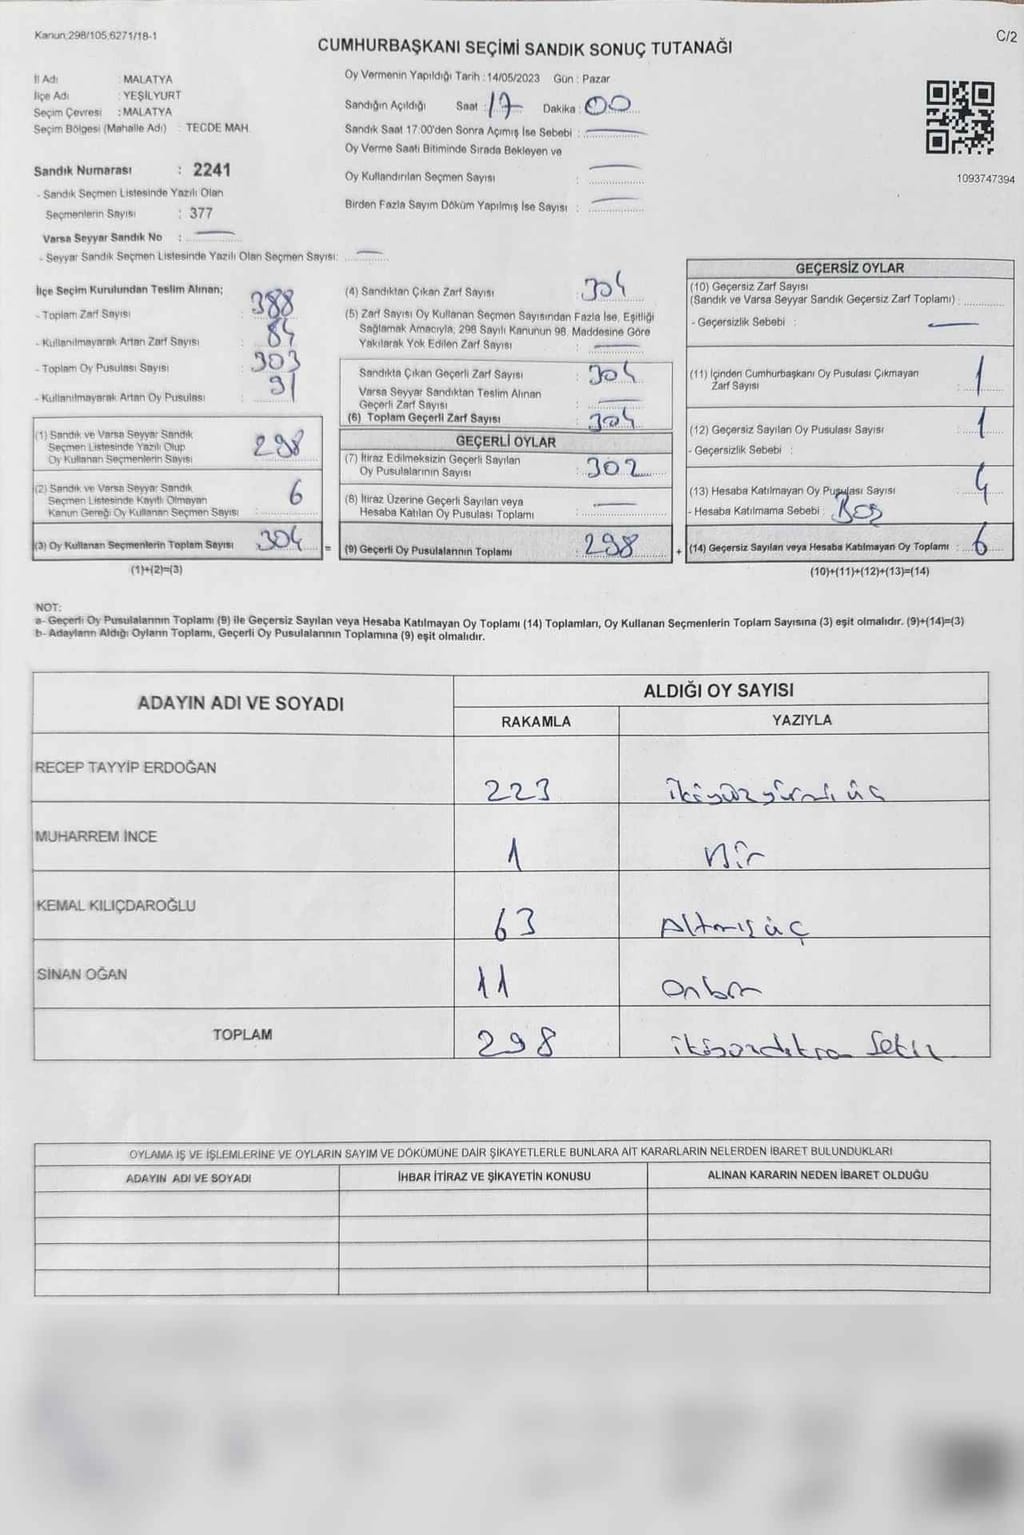 Kanun,298/105,6271/18-1
C/2
CUMHURBAŞKANI SEÇİMİ SANDIK SONUÇ TUTANAĞI
İl Adı : MALATYA
İlçe Adı : YEŞİLYURT
Seçim Çevresi : MALATYA
Seçim Bölgesi (Mahalle Adı) : TECDE MAH.
Sandık Numarası : 2241
- Sandık Seçmen Listesinde Yazılı Olan
Seçmenlerin Sayısı : 377
Varsa Seyyar Sandık No :
- Seyyar Sandık Seçmen Listesinde Yazılı Olan Seçmen Sayısı:
Oy Vermenin Yapıldığı Tarih : 14/05/2023 Gün : Pazar
Sandığın Açıldığı Saat : 17 Dakika : 00
Sandık Saat 17:00'den Sonra Açımış İse Sebebi :
Oy Verme Saati Bitiminde Sırada Bekleyen ve
Oy Kullandırılan Seçmen Sayısı :
Birden Fazla Sayım Döküm Yapılmış İse Sayısı :
1093747394
İlçe Seçim Kurulundan Teslim Alınan;
- Toplam Zarf Sayısı : 388
- Kullanılmayarak Artan Zarf Sayısı : 84
- Toplam Oy Pusulası Sayısı : 303
- Kullanılmayarak Artan Oy Pusulası : 91
(1) Sandık ve Varsa Seyyar Sandık
Seçmen Listesinde Yazılı Olup
Oy Kullanan Seçmenlerin Sayısı 298
(2) Sandık ve Varsa Seyyar Sandık
Seçmen Listesinde Kayıtlı Olmayan
Kanun Gereği Oy Kullanan Seçmen Sayısı : 6
(3) Oy Kullanan Seçmenlerin Toplam Sayısı 304 =
(1)+(2)=(3)
(4) Sandıktan Çıkan Zarf Sayısı : 304
(5) Zarf Sayısı Oy Kullanan Seçmen Sayısından Fazla İse, Eşitliği
Sağlamak Amacıyla, 298 Sayılı Kanunun 98. Maddesine Göre
Yakılarak Yok Edilen Zarf Sayısı :
Sandıkta Çıkan Geçerli Zarf Sayısı : 304
Varsa Seyyar Sandıktan Teslim Alınan
Geçerli Zarf Sayısı :
(6) Toplam Geçerli Zarf Sayısı : 304
GEÇERLİ OYLAR
(7) İtiraz Edilmeksizin Geçerli Sayılan
Oy Pusulalarının Sayısı : 302
(8) İtiraz Üzerine Geçerli Sayılan veya
Hesaba Katılan Oy Pusulası Toplamı :
(9) Geçerli Oy Pusulalarının Toplamı : 298 +
GEÇERSİZ OYLAR
(10) Geçersiz Zarf Sayısı
(Sandık ve Varsa Seyyar Sandık Geçersiz Zarf Toplamı) :
- Geçersizlik Sebebi :
(11) İçinden Cumhurbaşkanı Oy Pusulası Çıkmayan
Zarf Sayısı : 1
(12) Geçersiz Sayılan Oy Pusulası Sayısı : 1
- Geçersizlik Sebebi :
(13) Hesaba Katılmayan Oy Pusulası Sayısı : 4
- Hesaba Katılmama Sebebi : Boş
(14) Geçersiz Sayılan veya Hesaba Katılmayan Oy Toplamı : 6
(10)+(11)+(12)+(13)=(14)
NOT:
a- Geçerli Oy Pusulalarının Toplamı (9) ile Geçersiz Sayılan veya Hesaba Katılmayan Oy Toplamı (14) Toplamları, Oy Kullanan Seçmenlerin Toplam Sayısına (3) eşit olmalıdır. (9)+(14)=(3)
b- Adayların Aldığı Oyların Toplamı, Geçerli Oy Pusulalarının Toplamına (9) eşit olmalıdır.
ADAYIN ADI VE SOYADI ALDIĞI OY SAYISI
RAKAMLA YAZIYLA
RECEP TAYYİP ERDOĞAN 223 ikiyüzyirmi üç
MUHARREM İNCE 1 Bir
KEMAL KILIÇDAROĞLU 63 Altmışüç
SİNAN OĞAN 11 Onbir
TOPLAM 298 ikiyüzdoksan sekiz
OYLAMA İŞ VE İŞLEMLERİNE VE OYLARIN SAYIM VE DÖKÜMÜNE DAİR ŞİKAYETLERLE BUNLARA AİT KARARLARIN NELERDEN İBARET BULUNDUKLARI
ADAYIN ADI VE SOYADI İHBAR İTİRAZ VE ŞİKAYETİN KONUSU ALINAN KARARIN NEDEN İBARET OLDUĞU